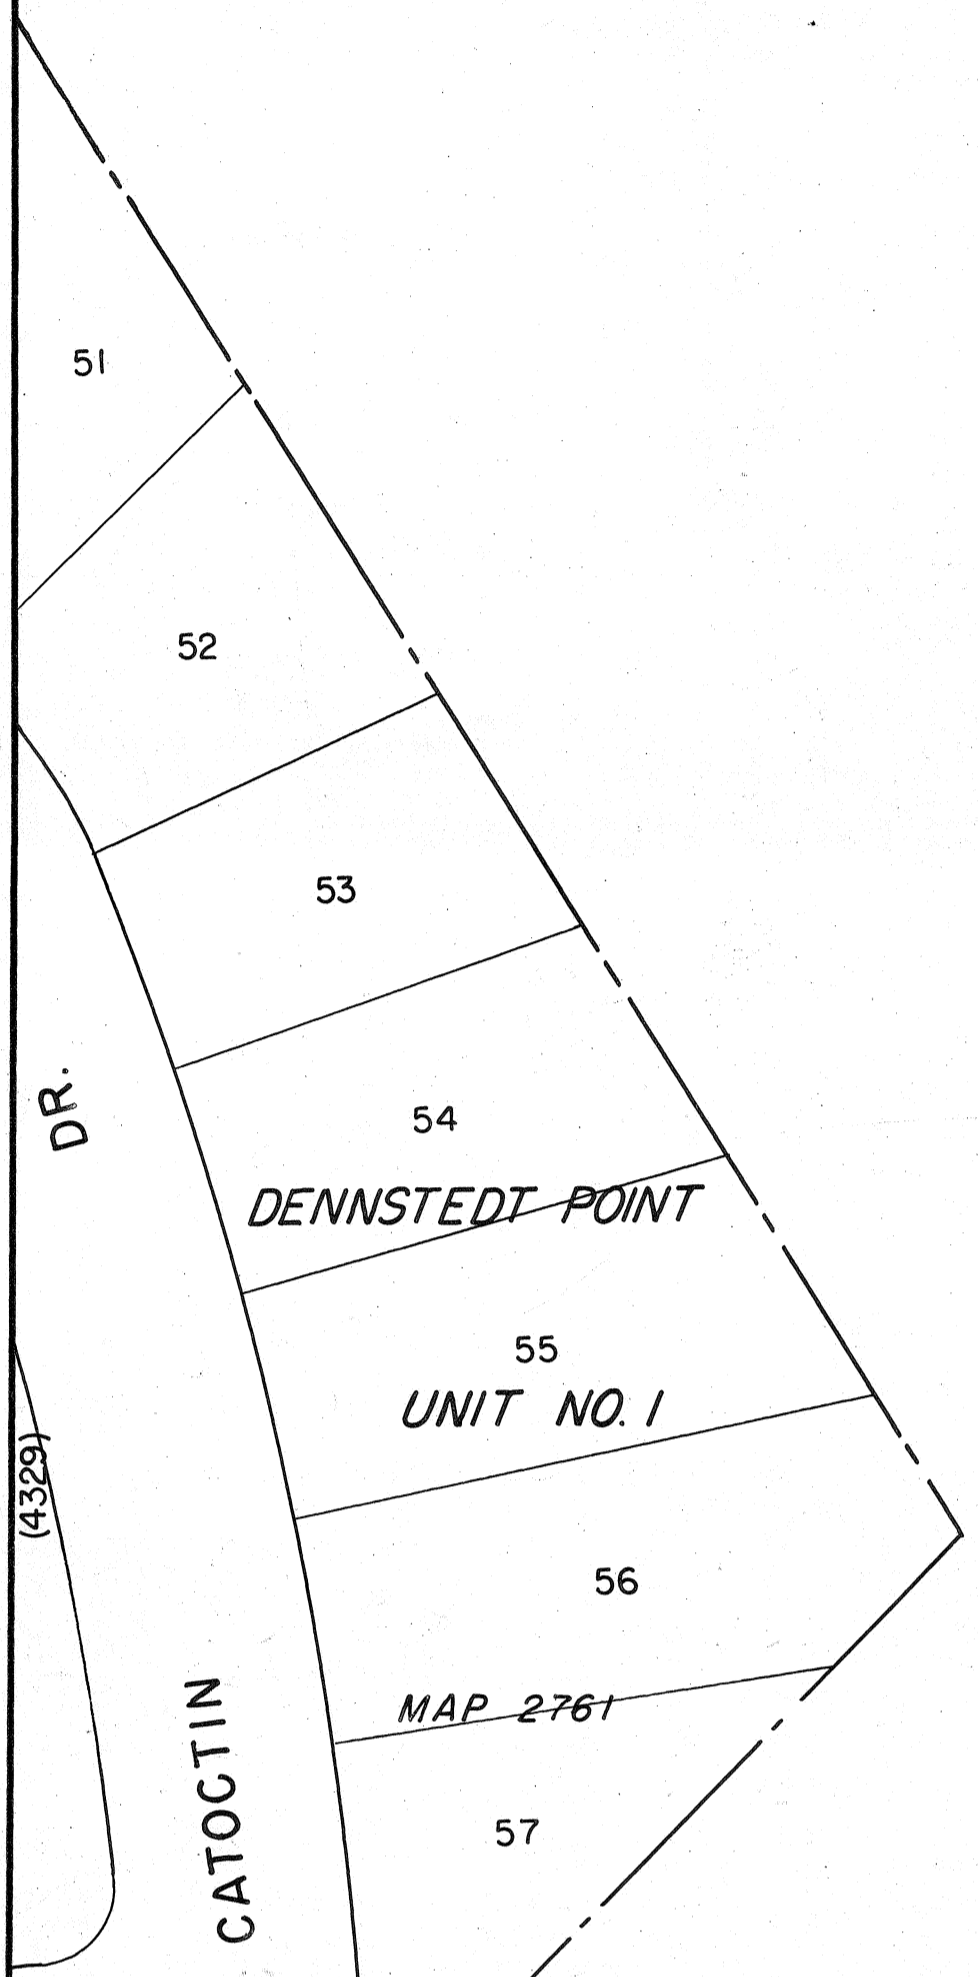 51
52
53
DR.
54
DENNSTEDT POINT
55
UNIT NO. 1
(4329)
56
MAP 2761
CATOCTIN
57